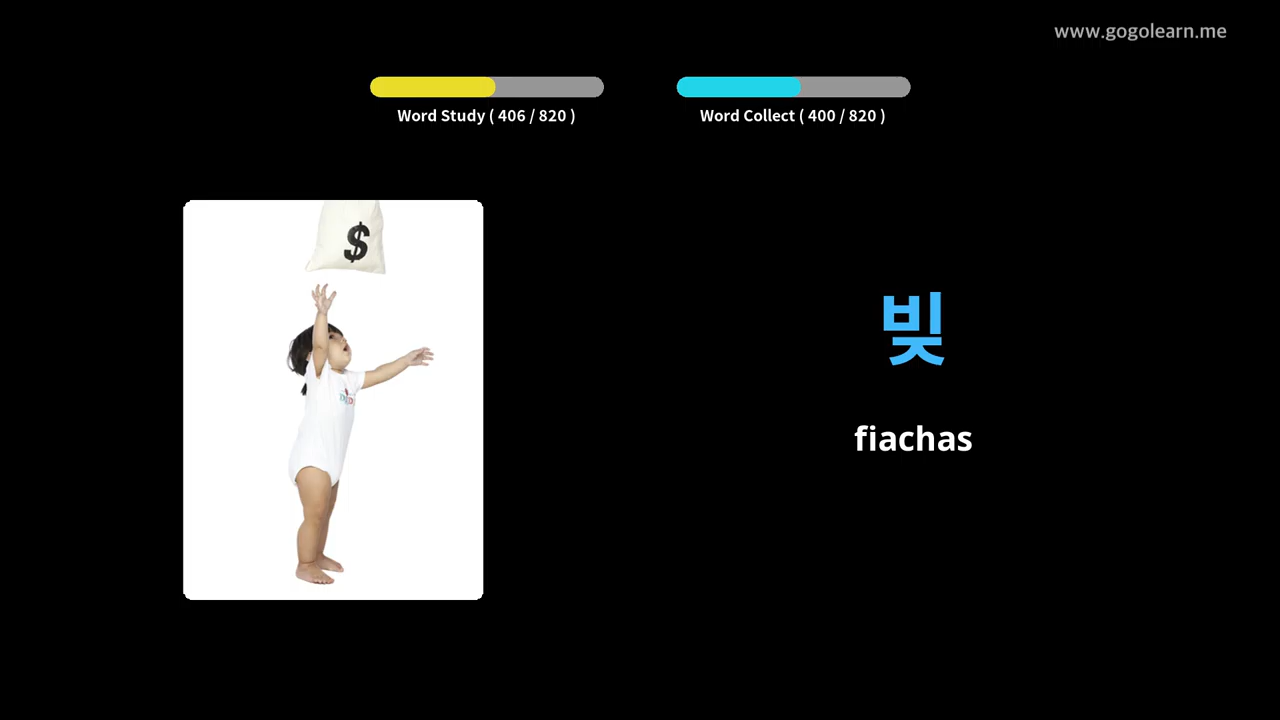 www.gogolearn.me
Word Study ( 406 / 820 )
Word Collect ( 400 / 820 )
$
빚
fiachas